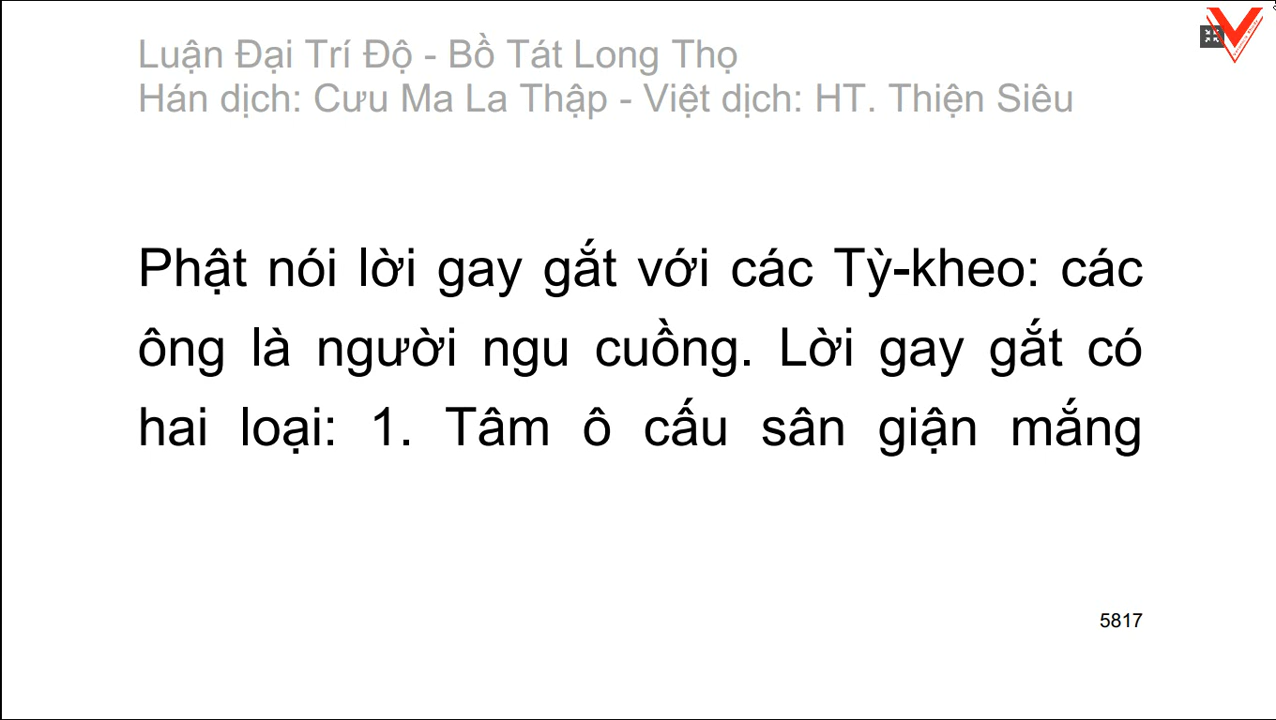 Luận Đại Trí Độ - Bồ Tát Long Thọ
Hán dịch: Cưu Ma La Thập - Việt dịch: HT. Thiện Siêu
Phật nói lời gay gắt với các Tỳ-kheo: các
ông là người ngu cuồng. Lời gay gắt có
hai loại: 1. Tâm ô cấu sân giận mắng
5817